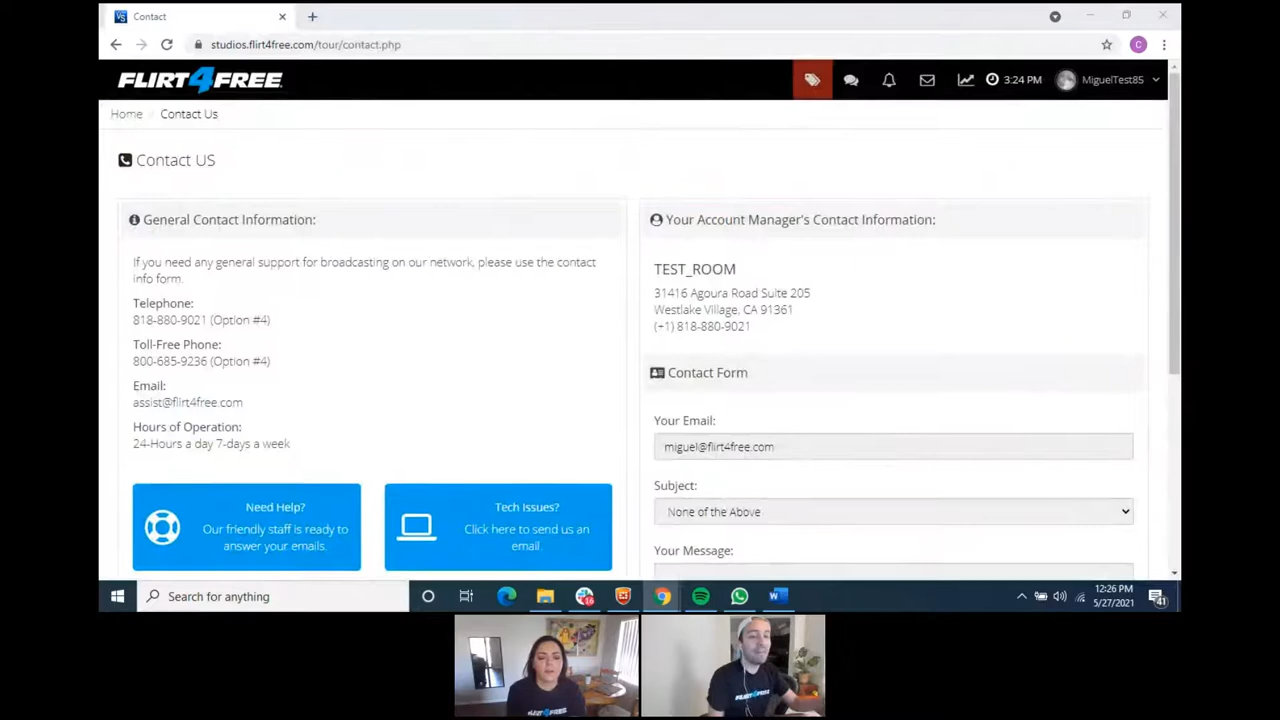 Contact
studios.flirt4free.com/tour/contact.php
C
FLIRT4FREE
3:24 PM
MiguelTest85
Home / Contact Us
Contact US
General Contact Information:
If you need any general support for broadcasting on our network, please use the contact
info form.
Telephone:
818-880-9021 (Option #4)
Toll-Free Phone:
800-685-9236 (Option #4)
Email:
assist@flirt4free.com
Hours of Operation:
24-Hours a day 7-days a week
Need Help?
Our friendly staff is ready to
answer your emails.
Tech Issues?
Click here to send us an
email.
Your Account Manager's Contact Information:
TEST_ROOM
31416 Agoura Road Suite 205
Westlake Village, CA 91361
(+1) 818-880-9021
Contact Form
Your Email:
miguel@flirt4free.com
Subject:
None of the Above
Your Message:
Search for anything
16
12:26 PM
5/27/2021
41
FLIRT4FREE
FLIRT4FREE